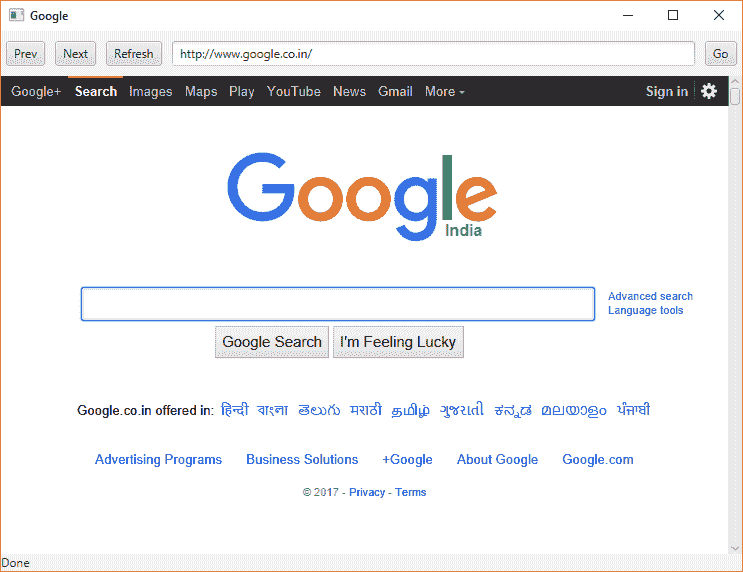 Google
Prev Next Refresh http://www.google.co.in/ Go
Google+ Search Images Maps Play YouTube News Gmail More Sign in
Google
India
Advanced search
Language tools
Google Search I'm Feeling Lucky
Google.co.in offered in: हिन्दी বাংলা తెలుగు मराठी தமிழ் ગુજરાતી ಕನ್ನಡ മലയാളം ਪੰਜਾਬੀ
Advertising Programs Business Solutions +Google About Google Google.com
© 2017 - Privacy - Terms
Done